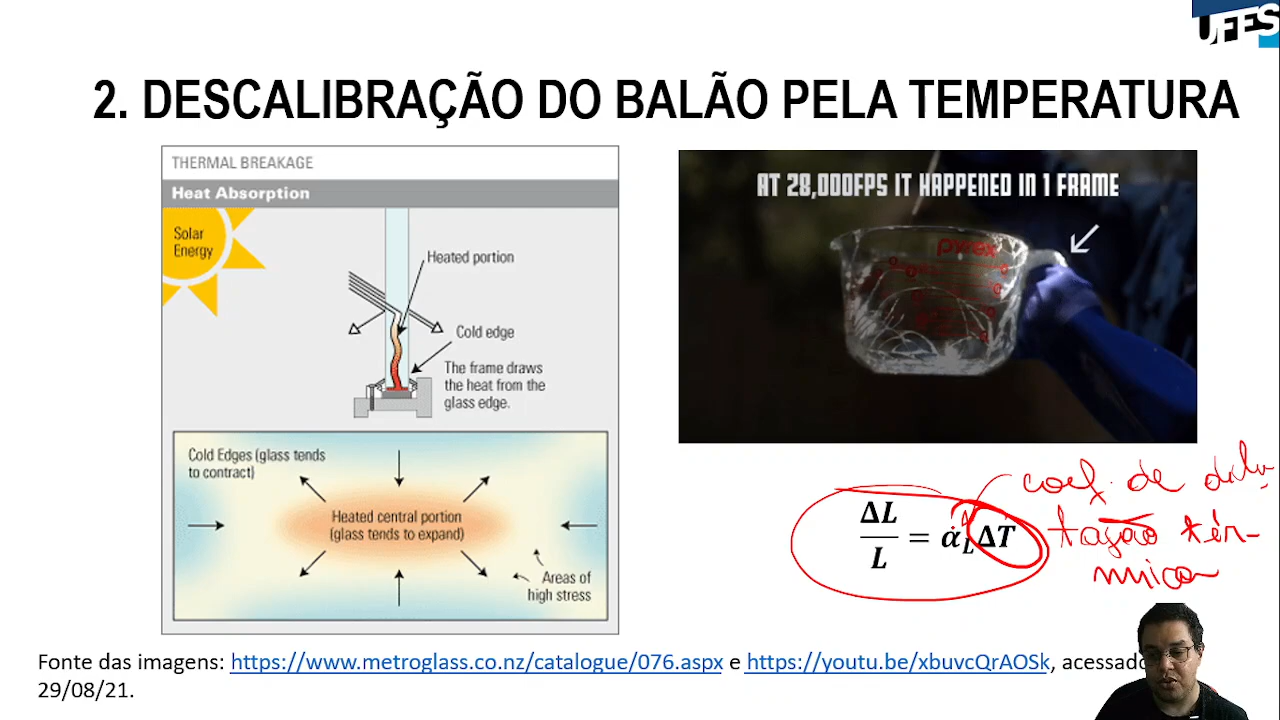 UFES
2. DESCALIBRAÇÃO DO BALÃO PELA TEMPERATURA
THERMAL BREAKAGE
Heat Absorption
Solar
Energy
Heated portion
Cold edge
The frame draws
the heat from the
glass edge.
Cold Edges (glass tends
to contract)
Heated central portion
(glass tends to expand)
Areas of
high stress
AT 28,000FPS IT HAPPENED IN 1 FRAME
pyrex
ΔL/L = α_L ΔT
coef. de dila-
tação tér-
mica
Fonte das imagens: https://www.metroglass.co.nz/catalogue/076.aspx e https://youtu.be/xbuvcQrAOSk, acessado
29/08/21.